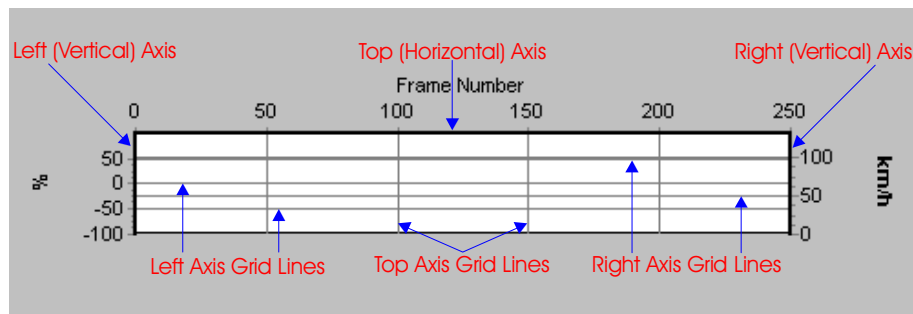 Left (Vertical) Axis
Top (Horizontal) Axis
Right (Vertical) Axis
Frame Number
0 50 100 150 200 250
50
0
-50
-100
%
100
50
0
km/h
Left Axis Grid Lines
Top Axis Grid Lines
Right Axis Grid Lines